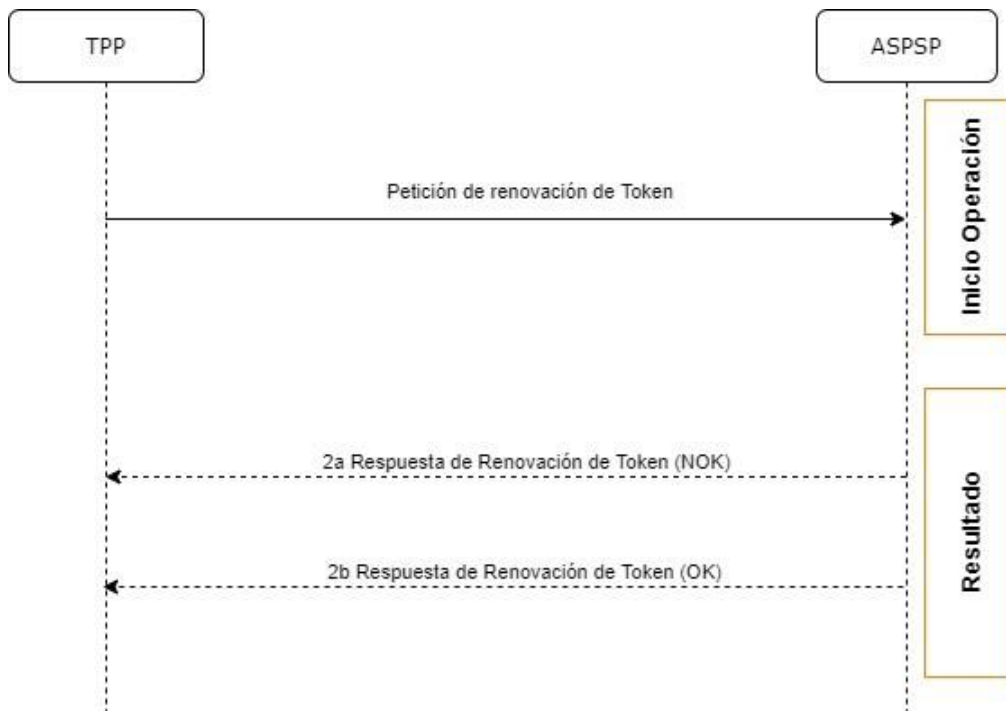 TPP
ASPSP
Inicio Operación
Petición de renovación de Token
2a Respuesta de Renovación de Token (NOK)
Resultado
2b Respuesta de Renovación de Token (OK)